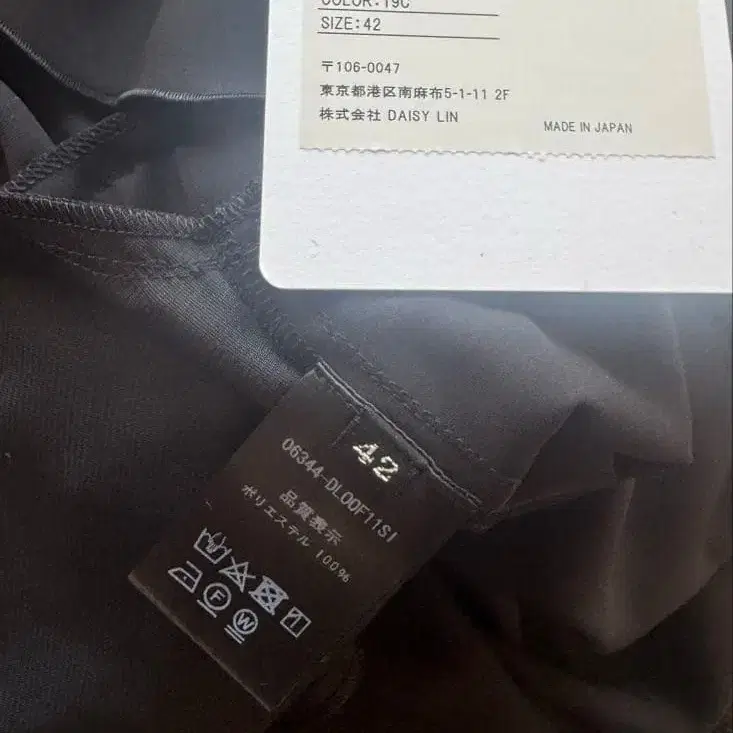 COLOR:19C
SIZE:42
〒106-0047
東京都港区南麻布5-1-11 2F
株式会社 DAISY LIN
MADE IN JAPAN
42
06344-DL00F11SI
品質表示
ポリエステル 100%
F
W